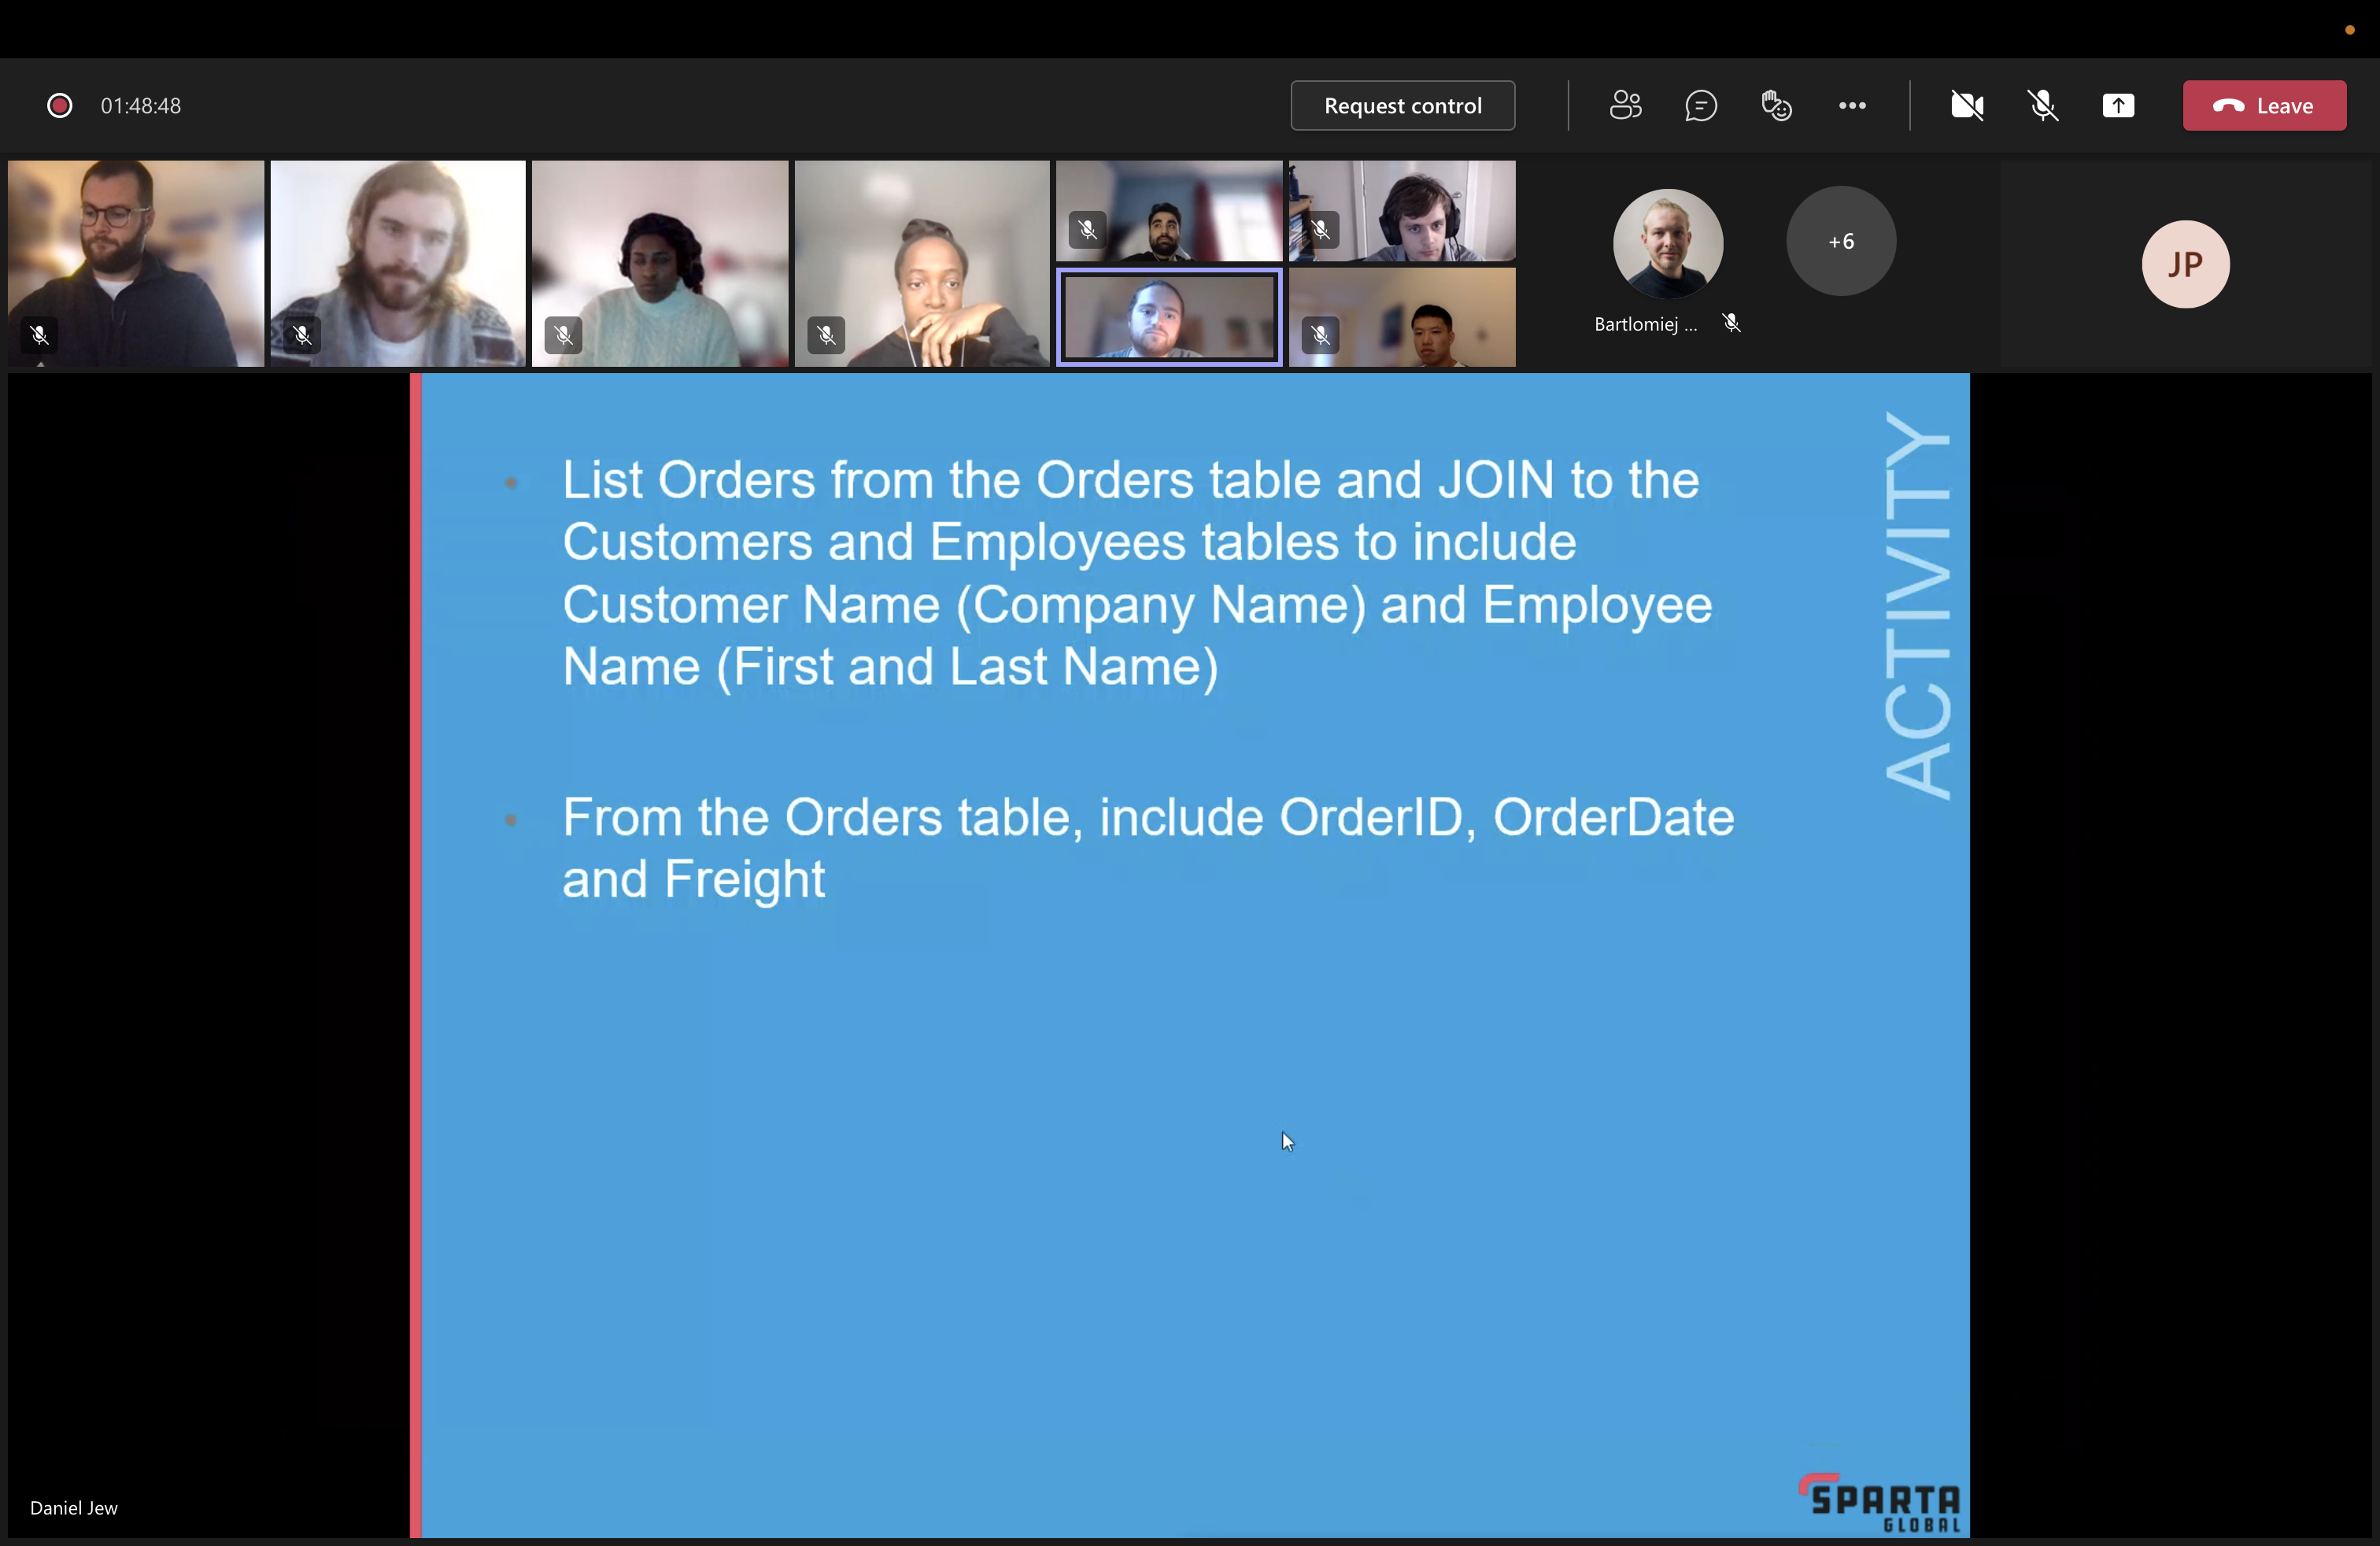 01:48:48
Request control
Leave
Bartlomiej ...
+6
JP
List Orders from the Orders table and JOIN to the
Customers and Employees tables to include
Customer Name (Company Name) and Employee
Name (First and Last Name)
From the Orders table, include OrderID, OrderDate
and Freight
ACTIVITY
Daniel Jew
SPARTA
GLOBAL